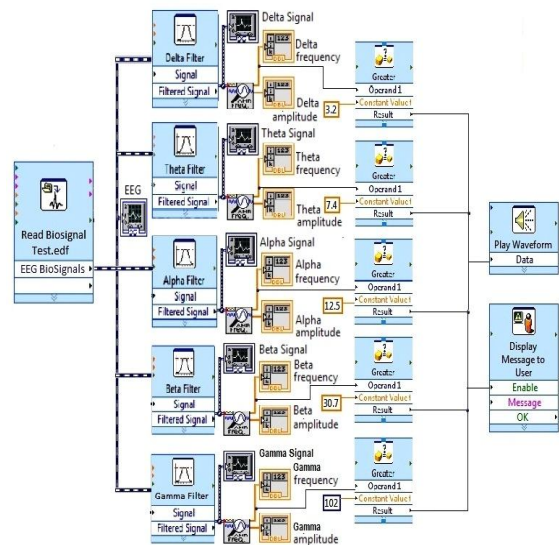 Read Biosignal
Test.edf
EEG BioSignals
EEG
Delta Filter
Signal
Filtered Signal
Delta Signal
Delta
frequency
Delta
amplitude
3.2
Greater
Operand 1
Constant Value
Result
Theta Filter
Signal
Filtered Signal
Theta Signal
Theta
frequency
Theta
amplitude
7.4
Greater
Operand 1
Constant Value
Result
Alpha Filter
Signal
Filtered Signal
Alpha Signal
Alpha
frequency
Alpha
amplitude
12.5
Greater
Operand 1
Constant Value
Result
Beta Filter
Signal
Filtered Signal
Beta Signal
Beta
frequency
Beta
amplitude
30.7
Greater
Operand 1
Constant Value
Result
Gamma Filter
Signal
Filtered Signal
Gamma Signal
Gamma
frequency
Gamma
amplitude
102
Greater
Operand 1
Constant Value
Result
Play Waveform
Data
Display
Message to
User
Enable
Message
OK